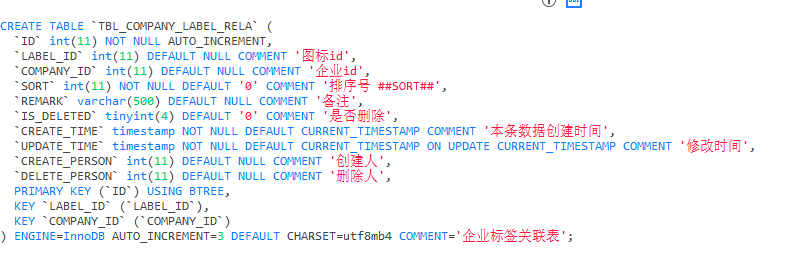 CREATE TABLE `TBL_COMPANY_LABEL_RELA` (
`ID` int(11) NOT NULL AUTO_INCREMENT,
`LABEL_ID` int(11) DEFAULT NULL COMMENT '图标id',
`COMPANY_ID` int(11) DEFAULT NULL COMMENT '企业id',
`SORT` int(11) NOT NULL DEFAULT '0' COMMENT '排序号 ##SORT##',
`REMARK` varchar(500) DEFAULT NULL COMMENT '备注',
`IS_DELETED` tinyint(4) DEFAULT '0' COMMENT '是否删除',
`CREATE_TIME` timestamp NOT NULL DEFAULT CURRENT_TIMESTAMP COMMENT '本条数据创建时间',
`UPDATE_TIME` timestamp NOT NULL DEFAULT CURRENT_TIMESTAMP ON UPDATE CURRENT_TIMESTAMP COMMENT '修改时间',
`CREATE_PERSON` int(11) DEFAULT NULL COMMENT '创建人',
`DELETE_PERSON` int(11) DEFAULT NULL COMMENT '删除人',
PRIMARY KEY (`ID`) USING BTREE,
KEY `LABEL_ID` (`LABEL_ID`),
KEY `COMPANY_ID` (`COMPANY_ID`)
) ENGINE=InnoDB AUTO_INCREMENT=3 DEFAULT CHARSET=utf8mb4 COMMENT='企业标签关联表';